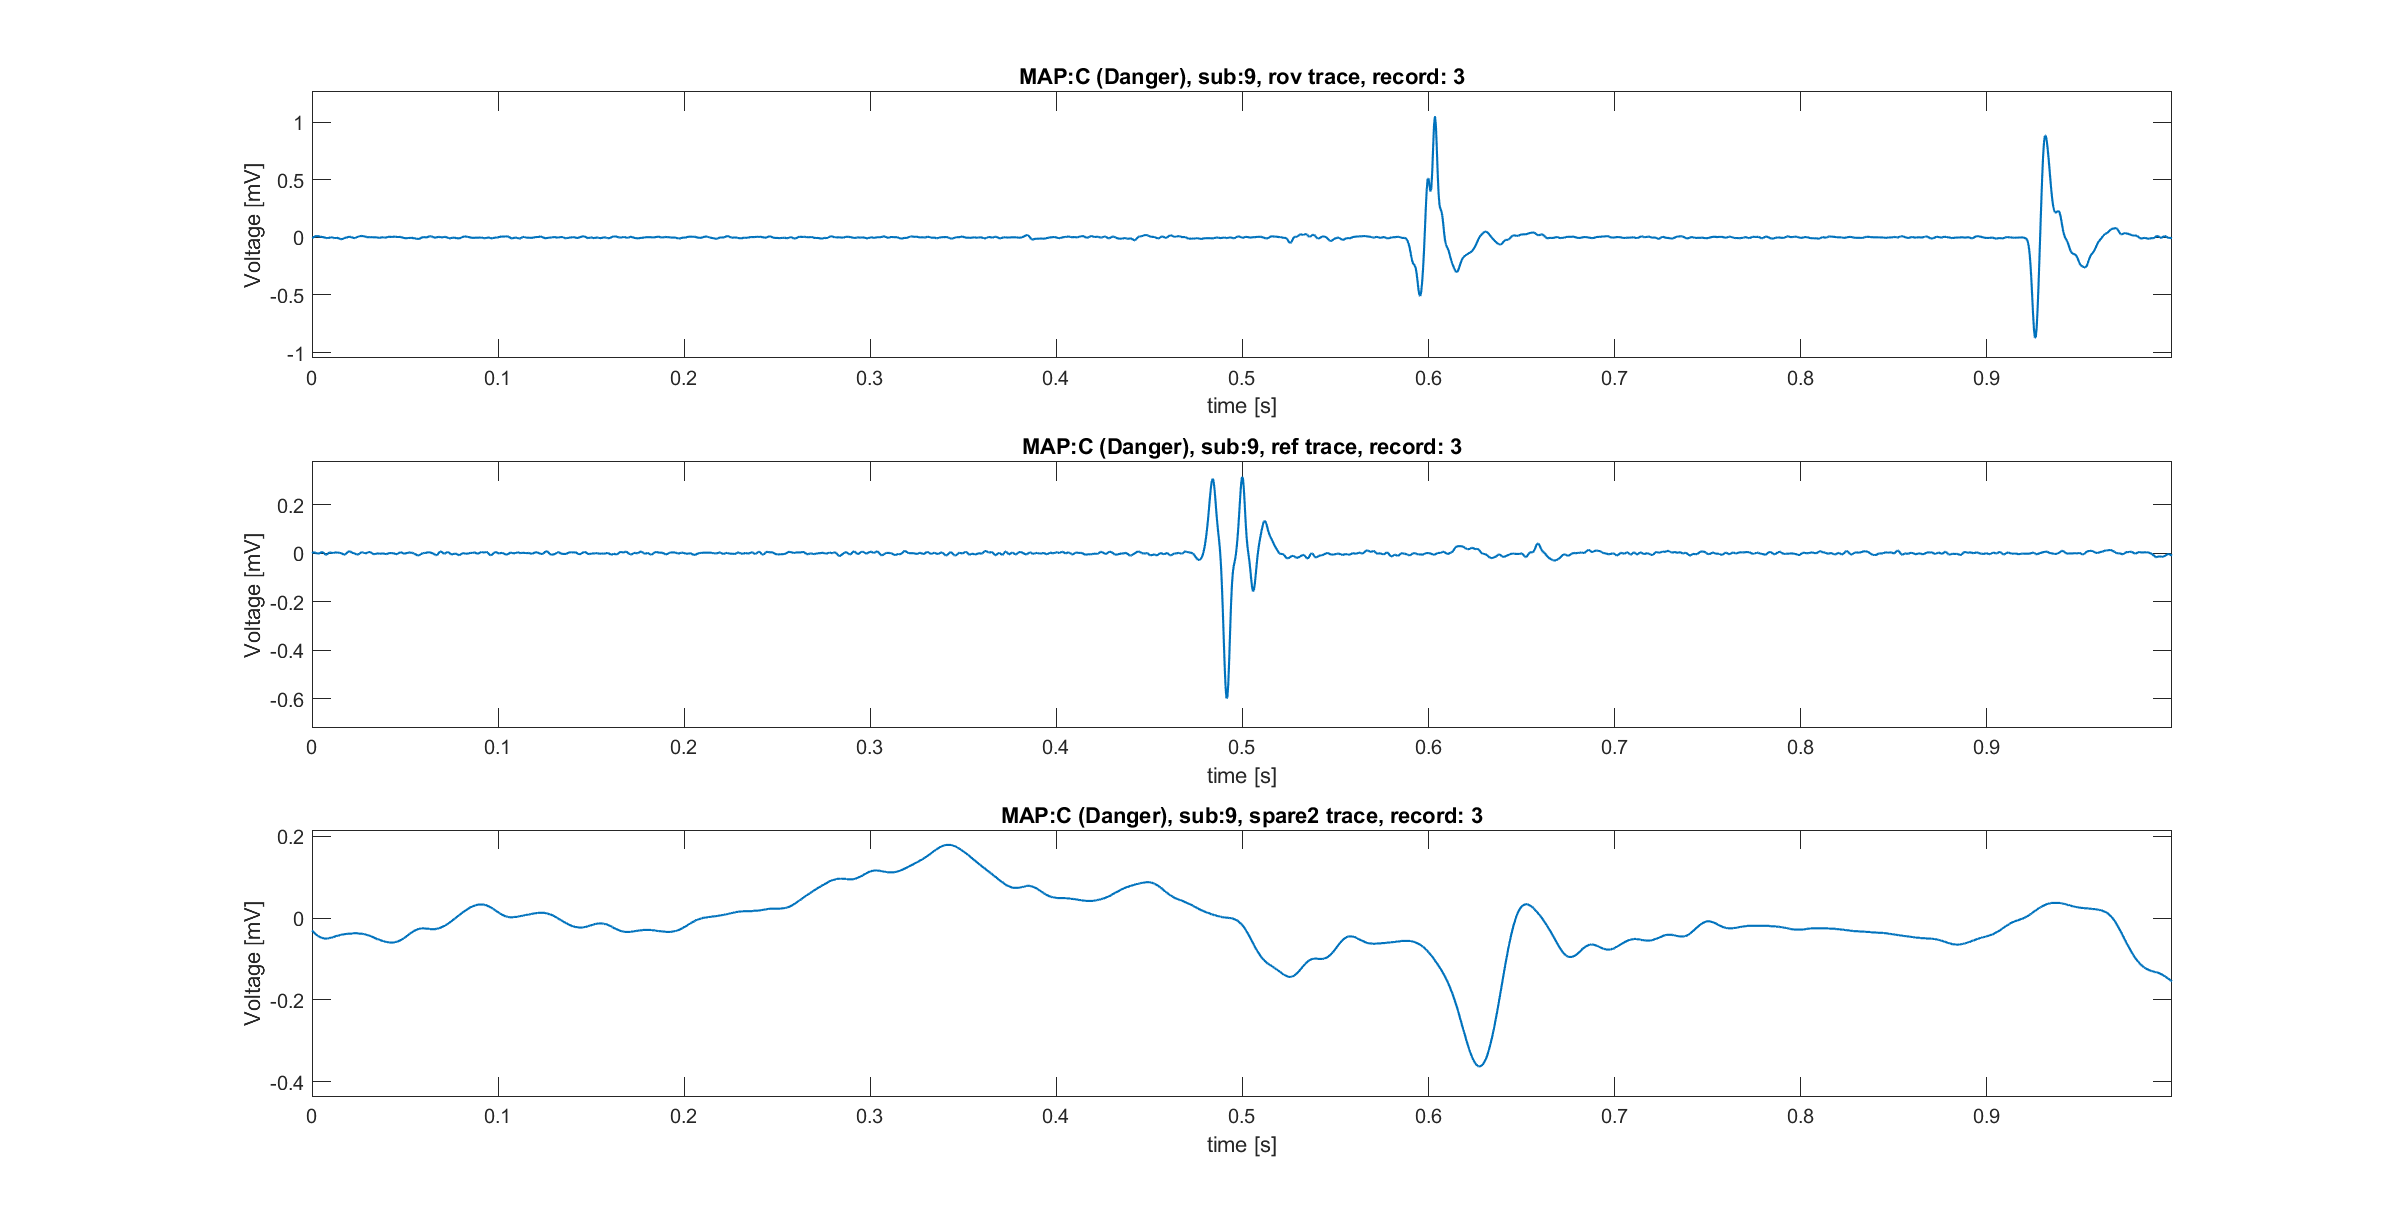 MAP:C (Danger), sub:9, rov trace, record: 3
Voltage [mV]
1
0.5
0
-0.5
-1
0 0.1 0.2 0.3 0.4 0.5 0.6 0.7 0.8 0.9
time [s]
MAP:C (Danger), sub:9, ref trace, record: 3
Voltage [mV]
0.2
0
-0.2
-0.4
-0.6
0 0.1 0.2 0.3 0.4 0.5 0.6 0.7 0.8 0.9
time [s]
MAP:C (Danger), sub:9, spare2 trace, record: 3
Voltage [mV]
0.2
0
-0.2
-0.4
0 0.1 0.2 0.3 0.4 0.5 0.6 0.7 0.8 0.9
time [s]